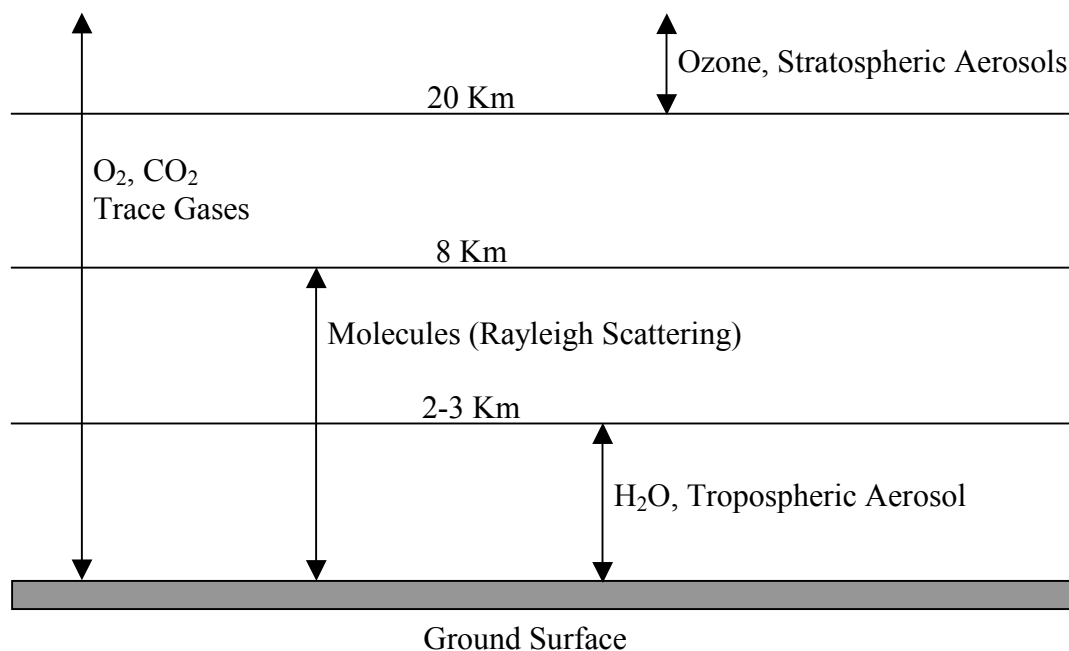 Ozone, Stratospheric Aerosols
20 Km
O₂, CO₂
Trace Gases
8 Km
Molecules (Rayleigh Scattering)
2-3 Km
H₂O, Tropospheric Aerosol
Ground Surface